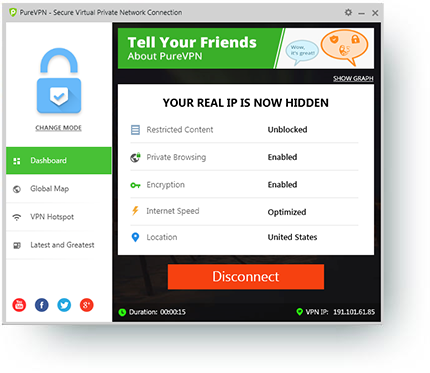 PureVPN - Secure Virtual Private Network Connection
Tell Your Friends
About PureVPN
Wow,
it's great!
SHOW GRAPH
CHANGE MODE
Dashboard
Global Map
VPN Hotspot
Latest and Greatest
YOUR REAL IP IS NOW HIDDEN
Restricted Content Unblocked
Private Browsing Enabled
Encryption Enabled
Internet Speed Optimized
Location United States
Disconnect
Duration: 00:00:15 VPN IP: 191.101.61.85